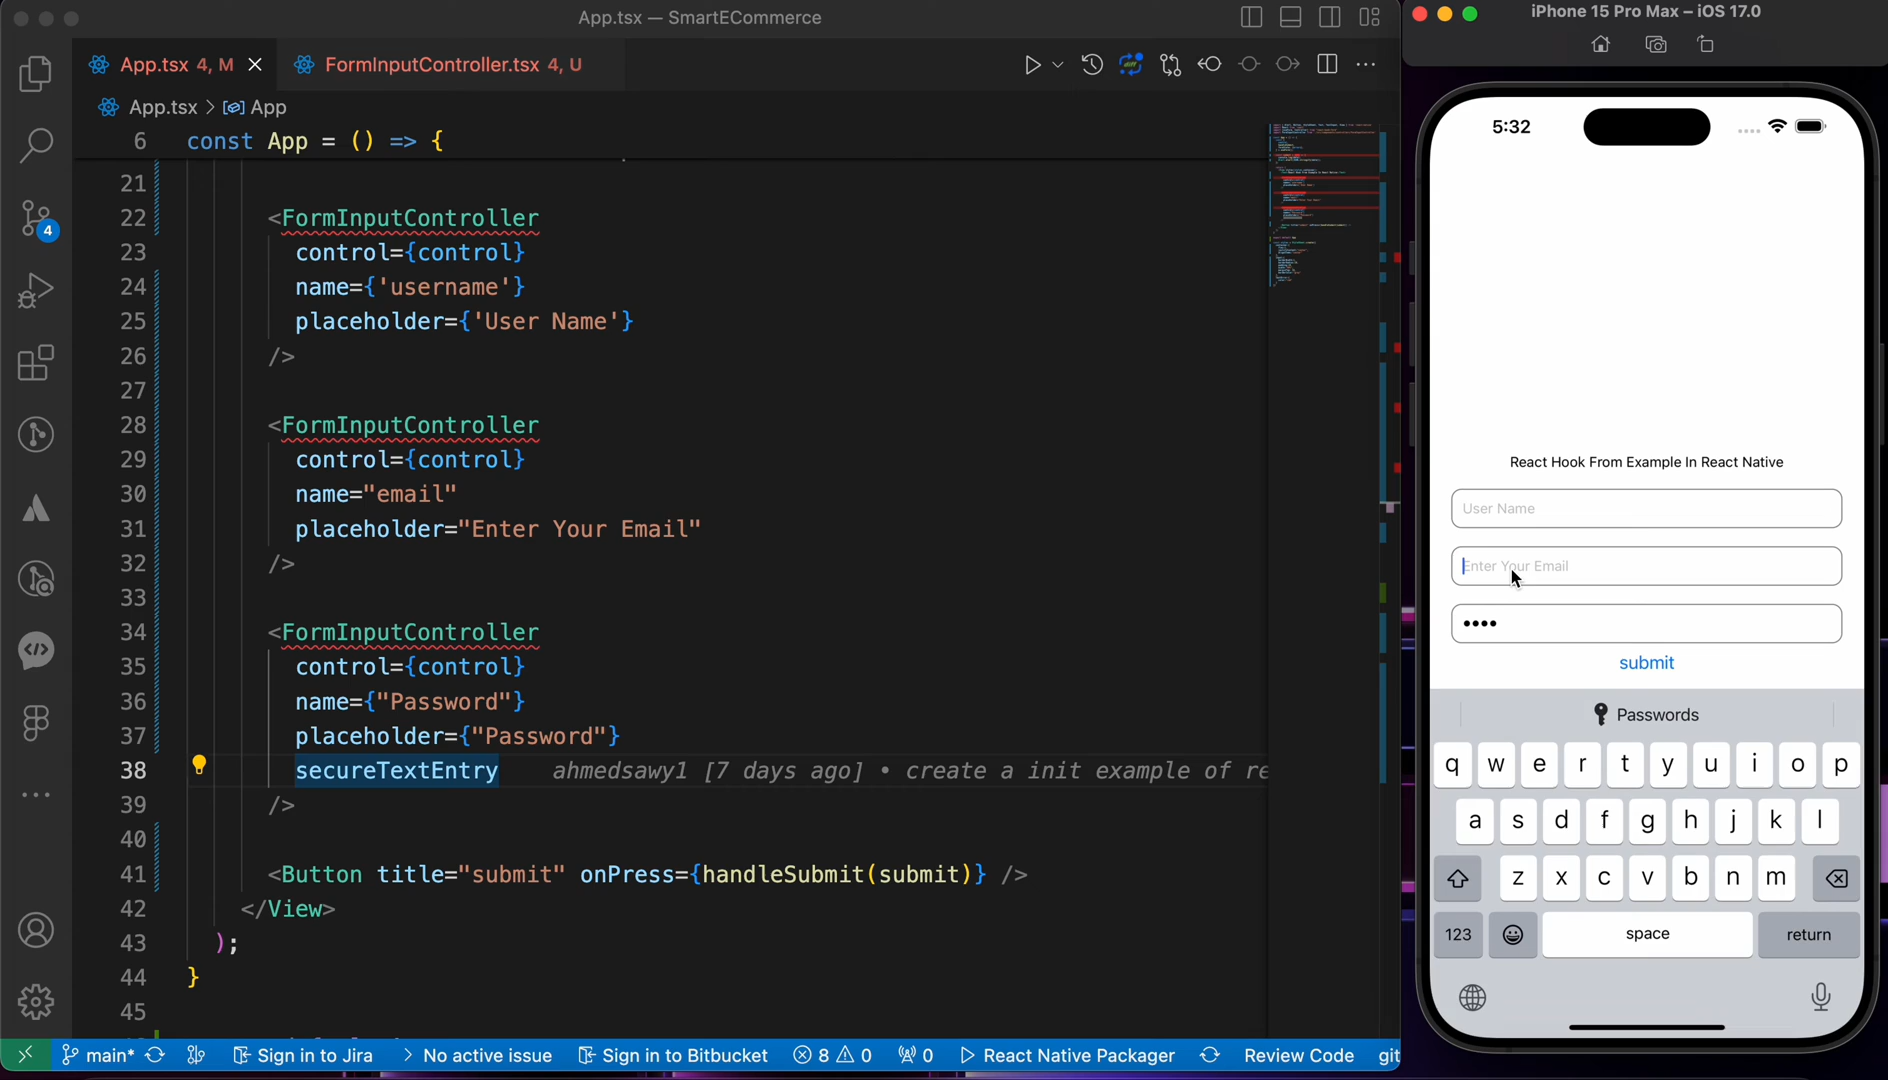 App.tsx — SmartECommerce
App.tsx 4, M
FormInputController.tsx 4, U
App.tsx > App
6 const App = () => {
21
22 <FormInputController
23 control={control}
24 name={'username'}
25 placeholder={'User Name'}
26 />
27
28 <FormInputController
29 control={control}
30 name="email"
31 placeholder="Enter Your Email"
32 />
33
34 <FormInputController
35 control={control}
36 name={"Password"}
37 placeholder={"Password"}
38 secureTextEntry ahmedsawy1 [7 days ago] • create a init example of re
39 />
40
41 <Button title="submit" onPress={handleSubmit(submit)} />
42 </View>
43 );
44 }
45
4
main* Sign in to Jira > No active issue Sign in to Bitbucket 8 0 0 React Native Packager Review Code git
iPhone 15 Pro Max – iOS 17.0
5:32
React Hook From Example In React Native
User Name
Enter Your Email
••••
submit
Passwords
q w e r t y u i o p
a s d f g h j k l
z x c v b n m
123 space return